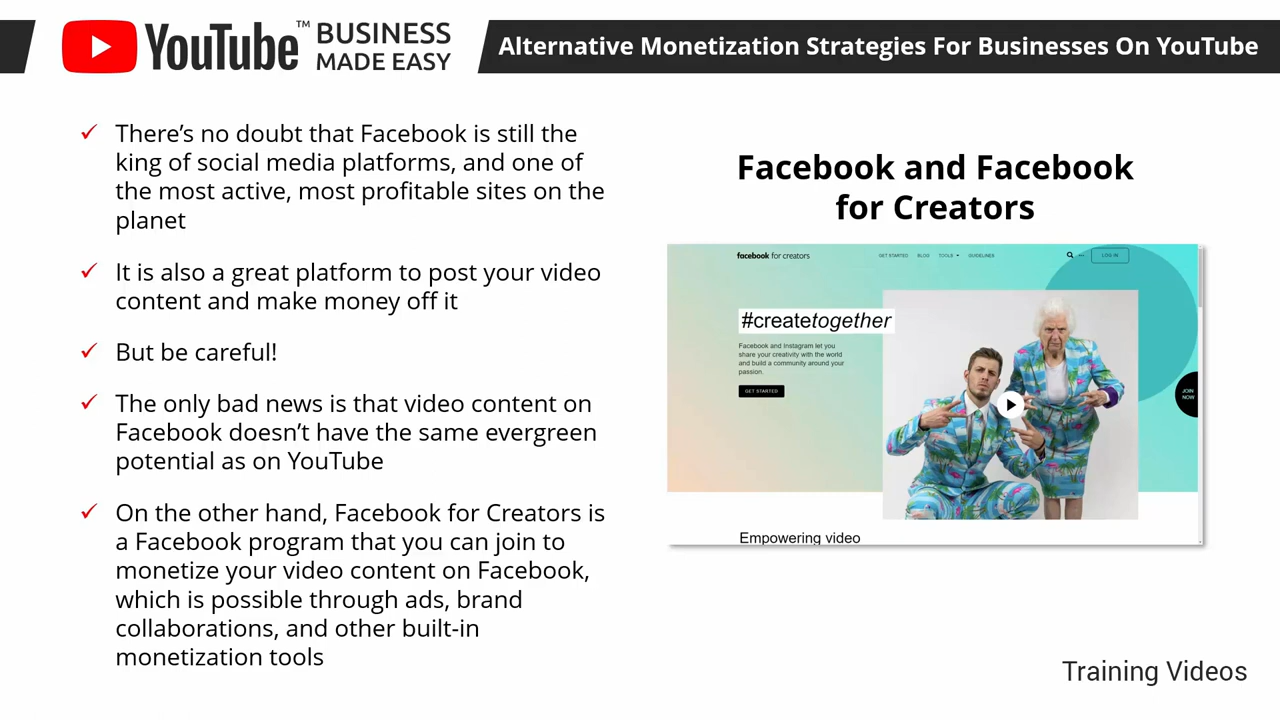 YouTube™ BUSINESS
MADE EASY
Alternative Monetization Strategies For Businesses On YouTube
There’s no doubt that Facebook is still the
king of social media platforms, and one of
the most active, most profitable sites on the
planet
It is also a great platform to post your video
content and make money off it
But be careful!
The only bad news is that video content on
Facebook doesn’t have the same evergreen
potential as on YouTube
On the other hand, Facebook for Creators is
a Facebook program that you can join to
monetize your video content on Facebook,
which is possible through ads, brand
collaborations, and other built-in
monetization tools
Facebook and Facebook
for Creators
facebook for creators
GET STARTED BLOG TOOLS GUIDELINES
LOG IN
#createtogether
Facebook and Instagram let you
share your creativity with the world
and build a community around your
passion.
GET STARTED
JOIN
NOW
Empowering video
Training Videos